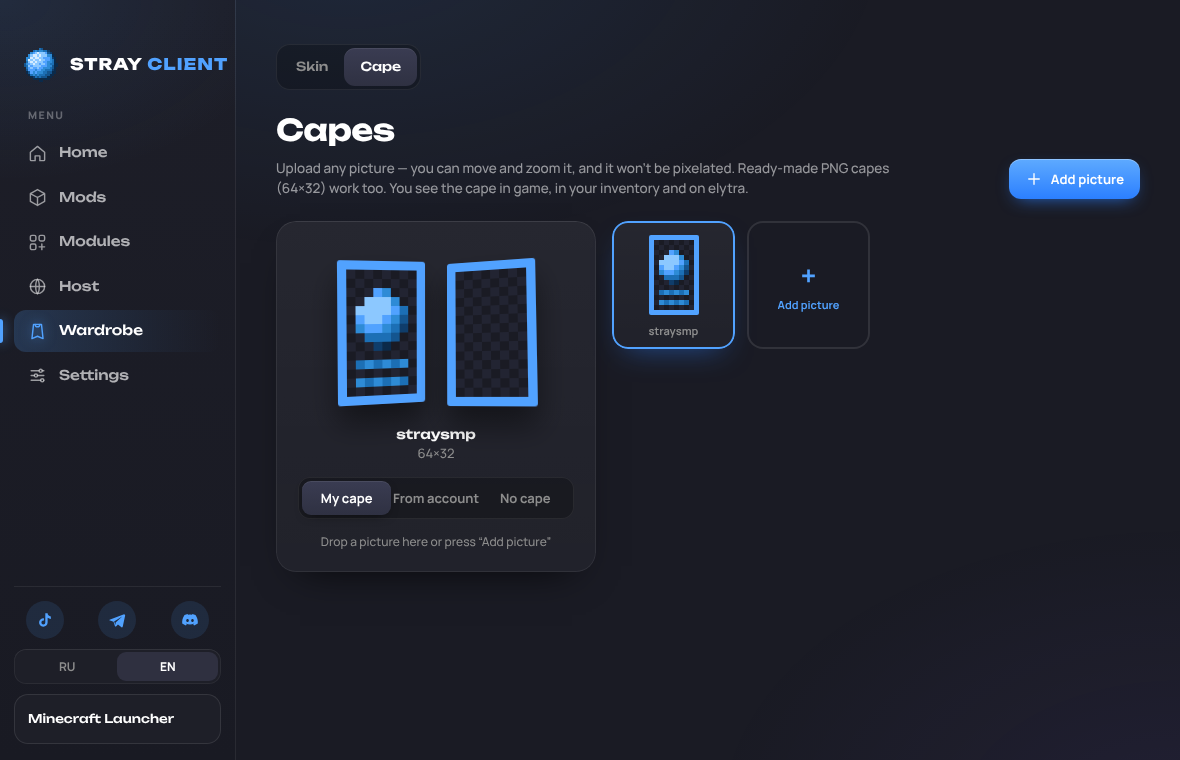 STRAY CLIENT
MENU
Home
Mods
Modules
Host
Wardrobe
Settings
RU
EN
Minecraft Launcher
Skin
Cape
Capes
Upload any picture — you can move and zoom it, and it won't be pixelated. Ready-made PNG capes
(64×32) work too. You see the cape in game, in your inventory and on elytra.
Add picture
straysmp
64×32
My cape
From account
No cape
Drop a picture here or press “Add picture”
straysmp
+
Add picture